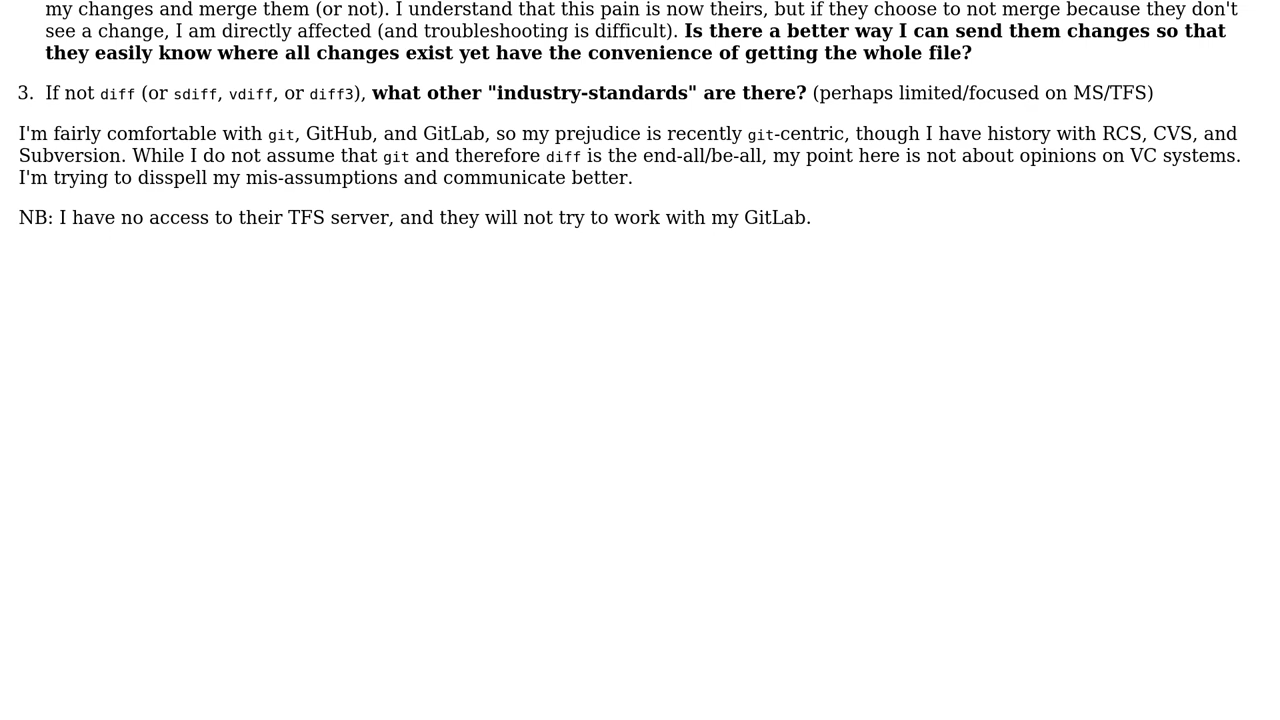 my changes and merge them (or not). I understand that this pain is now theirs, but if they choose to not merge because they don't
see a change, I am directly affected (and troubleshooting is difficult). Is there a better way I can send them changes so that
they easily know where all changes exist yet have the convenience of getting the whole file?
3. If not diff (or sdiff, vdiff, or diff3), what other "industry-standards" are there? (perhaps limited/focused on MS/TFS)
I'm fairly comfortable with git, GitHub, and GitLab, so my prejudice is recently git-centric, though I have history with RCS, CVS, and
Subversion. While I do not assume that git and therefore diff is the end-all/be-all, my point here is not about opinions on VC systems.
I'm trying to disspell my mis-assumptions and communicate better.
NB: I have no access to their TFS server, and they will not try to work with my GitLab.